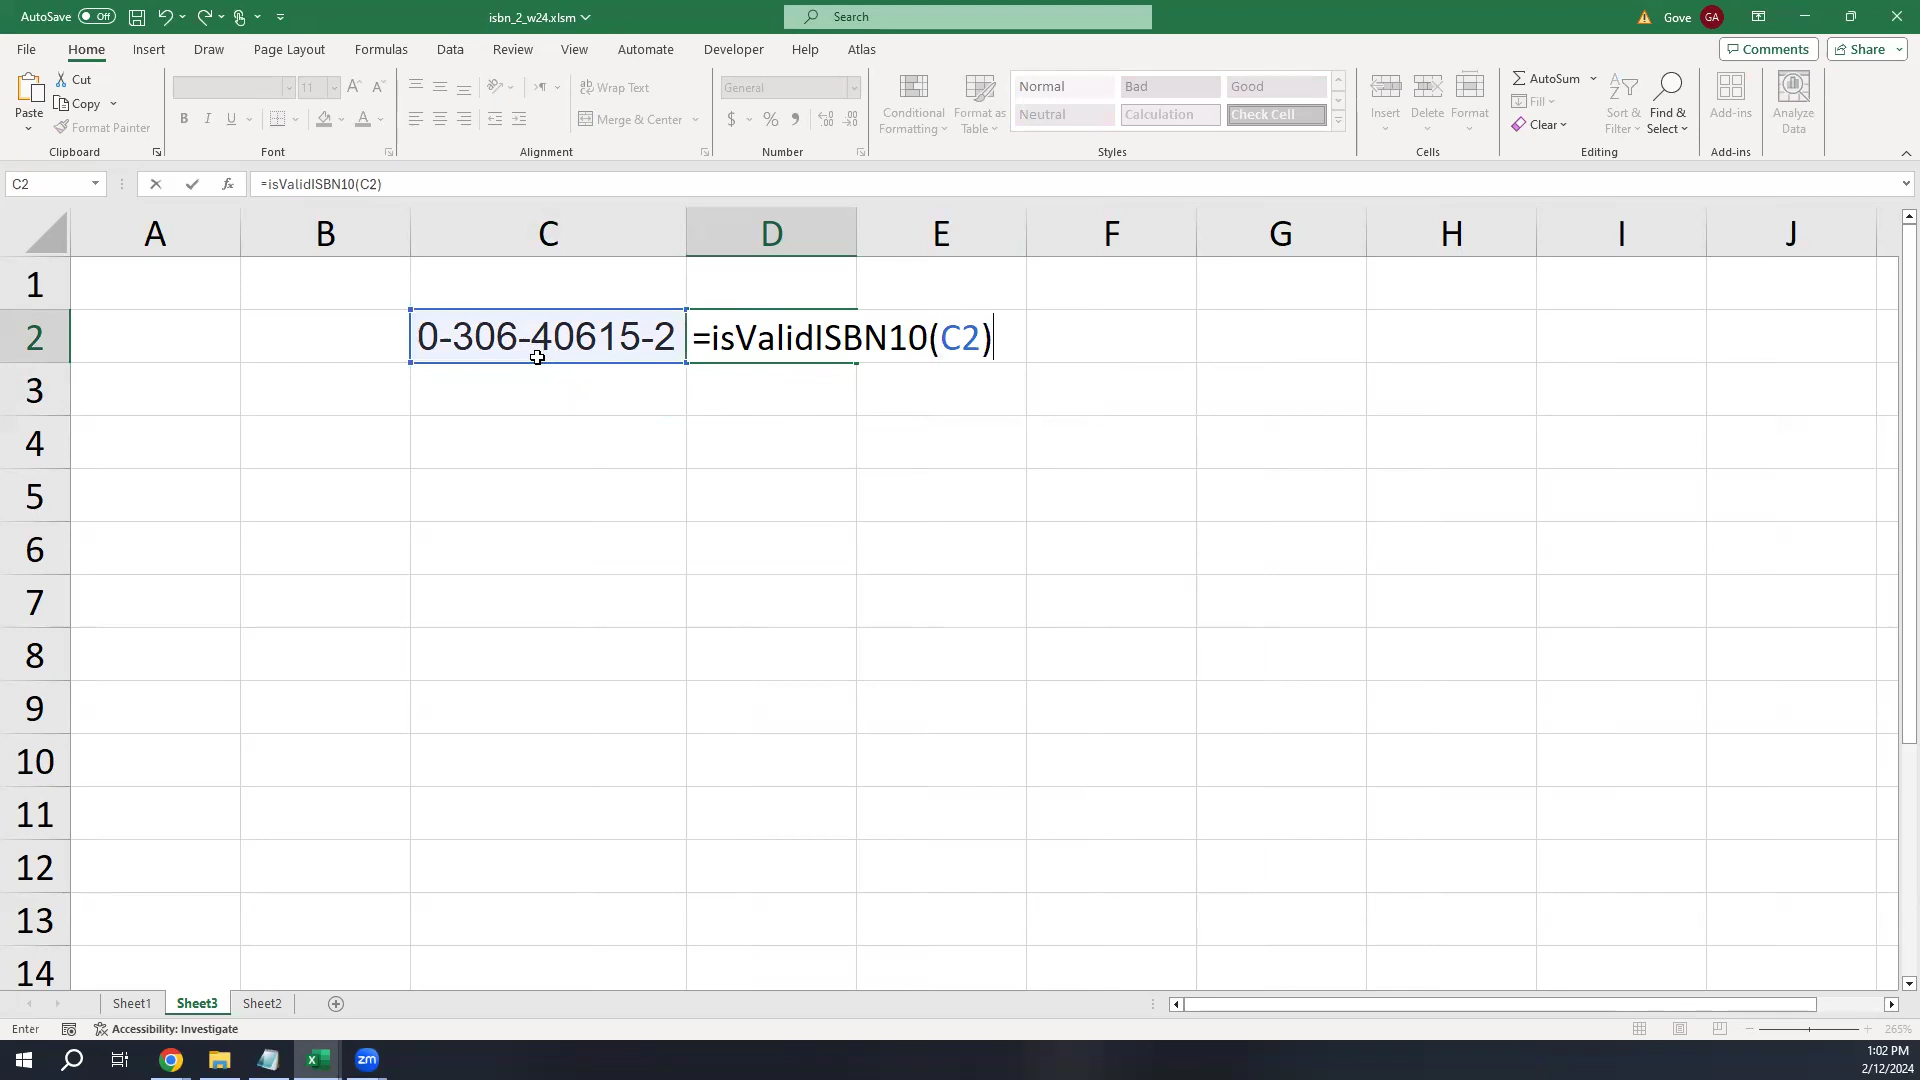 AutoSave Off isbn_2_w24.xlsm Search Gove GA
File Home Insert Draw Page Layout Formulas Data Review View Automate Developer Help Atlas Comments Share
Paste Cut Copy Format Painter
11
Wrap Text
Merge & Center
General
Conditional Formatting
Format as Table
Normal Bad Good
Neutral Calculation Check Cell
Insert Delete Format
AutoSum
Fill
Clear
Sort & Filter
Find & Select
Add-ins
Analyze Data
Clipboard Font Alignment Number Styles Cells Editing Add-ins
C2 fx =isValidISBN10(C2)
A B C D E F G H I J
1
2 0-306-40615-2 =isValidISBN10(C2)
3
4
5
6
7
8
9
10
11
12
13
14
Sheet1 Sheet3 Sheet2
Enter Accessibility: Investigate 265%
zm 1:02 PM
2/12/2024